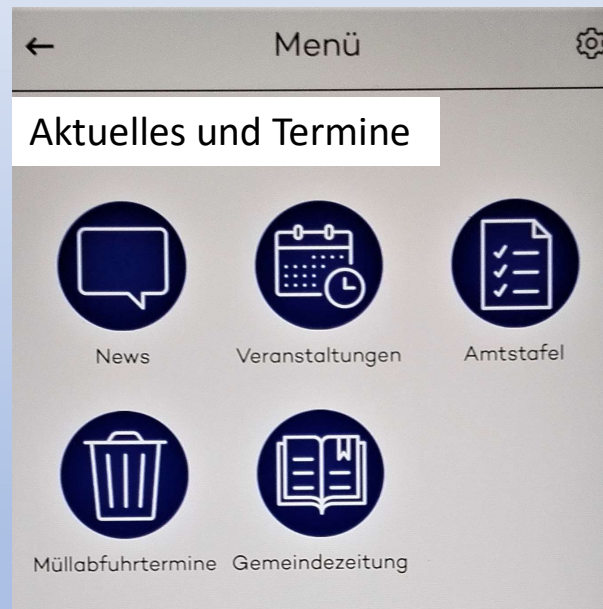 Menü
Aktuelles und Termine
News
Veranstaltungen
Amtstafel
Müllabfuhrtermine
Gemeindezeitung